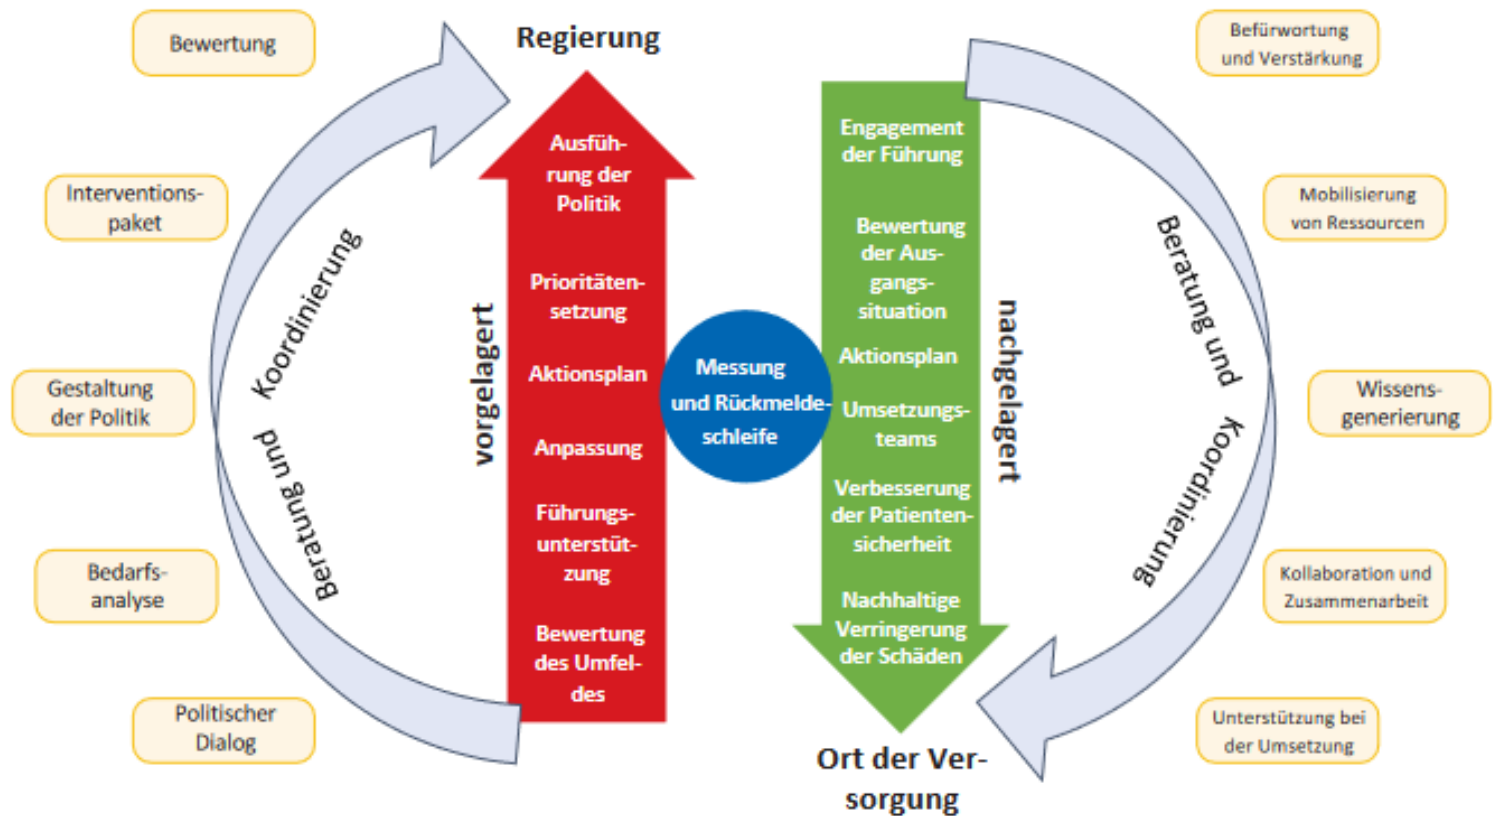 Bewertung
Interventions-
paket
Gestaltung
der Politik
Bedarfs-
analyse
Politischer
Dialog
Beratung und
Koordinierung
Regierung
vorgelagert
Ausfüh-
rung der
Politik
Prioritäten-
setzung
Aktionsplan
Anpassung
Führungs-
unterstüt-
zung
Bewertung
des Umfel-
des
Messung
und Rückmelde-
schleife
Engagement
der Führung
Bewertung
der Aus-
gangs-
situation
Aktionsplan
Umsetzungs-
teams
Verbesserung
der Patienten-
sicherheit
Nachhaltige
Verringerung
der Schäden
nachgelagert
Ort der Ver-
sorgung
Beratung und
Koordinierung
Befürwortung
und Verstärkung
Mobilisierung
von Ressourcen
Wissens-
generierung
Kollaboration und
Zusammenarbeit
Unterstützung bei
der Umsetzung